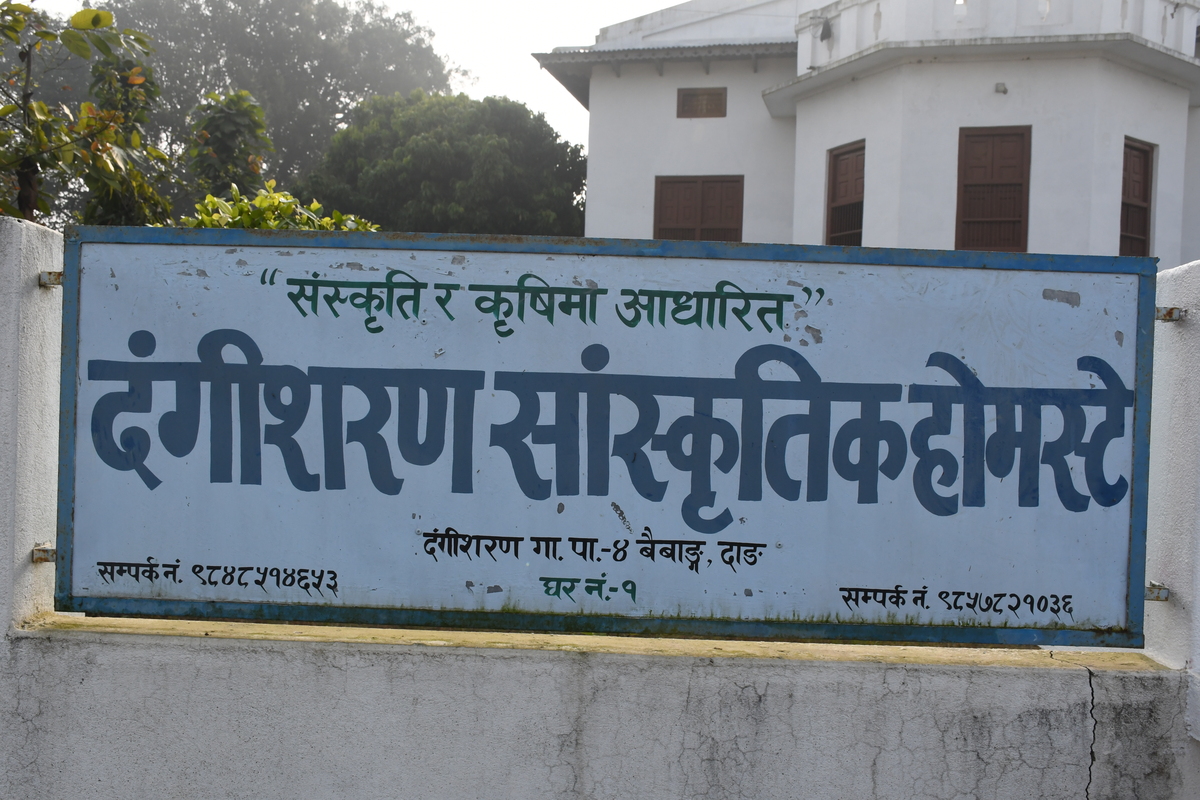 “संस्कृति र कृषिमा आधारित”
दंगीशरण सांस्कृतिक होमस्टे
दंगीशरण गा. पा.-४ बैबाङ्ग, दाङ
सम्पर्क नं. ९८४८५१४६५३
घर नं.-१
सम्पर्क नं. ९८५७८२१०३६